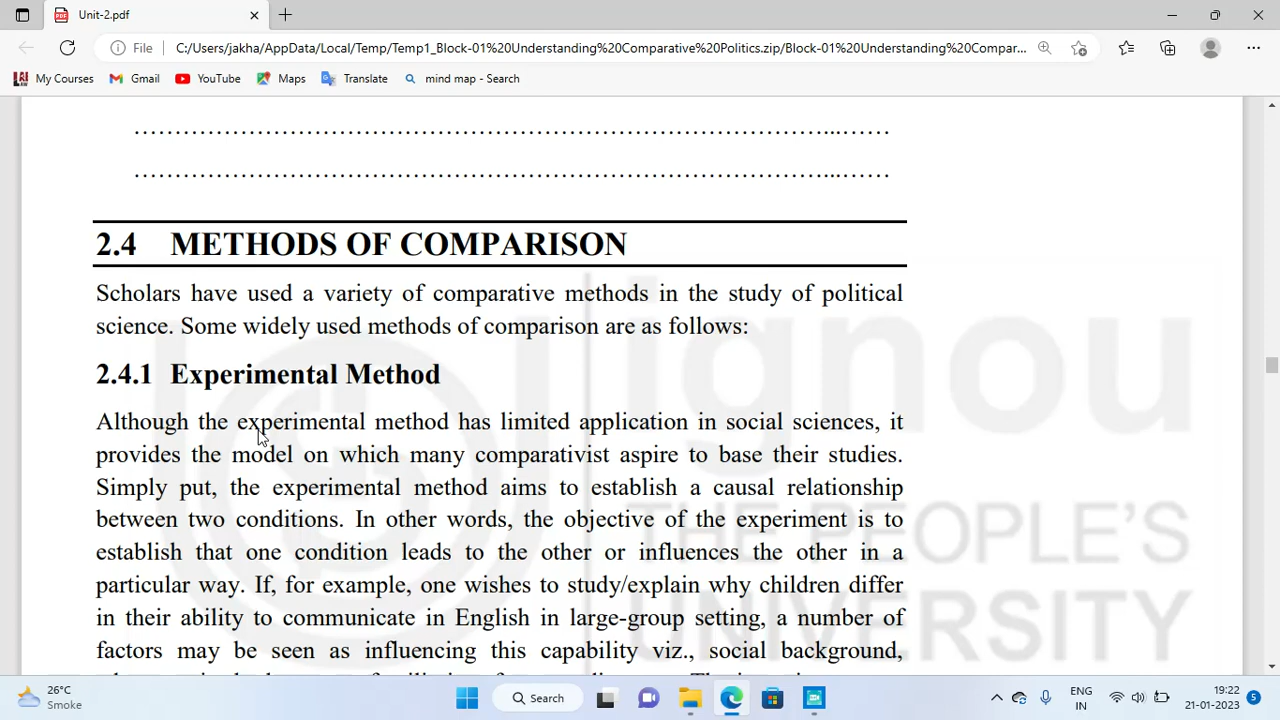 Unit-2.pdf
File
C:/Users/jakha/AppData/Local/Temp/Temp1_Block-01%20Understanding%20Comparative%20Politics.zip/Block-01%20Understanding%20Compar...
My Courses
Gmail
YouTube
Maps
Translate
mind map - Search
…………………………………………………………………………...……
…………………………………………………………………………...……
2.4 METHODS OF COMPARISON
Scholars have used a variety of comparative methods in the study of political
science. Some widely used methods of comparison are as follows:
2.4.1 Experimental Method
Although the experimental method has limited application in social sciences, it
provides the model on which many comparativist aspire to base their studies.
Simply put, the experimental method aims to establish a causal relationship
between two conditions. In other words, the objective of the experiment is to
establish that one condition leads to the other or influences the other in a
particular way. If, for example, one wishes to study/explain why children differ
in their ability to communicate in English in large-group setting, a number of
factors may be seen as influencing this capability viz., social background,
ignou
THE PEOPLE'S
UNIVERSITY
26°C
Smoke
Search
ENG
IN
19:22
21-01-2023
5